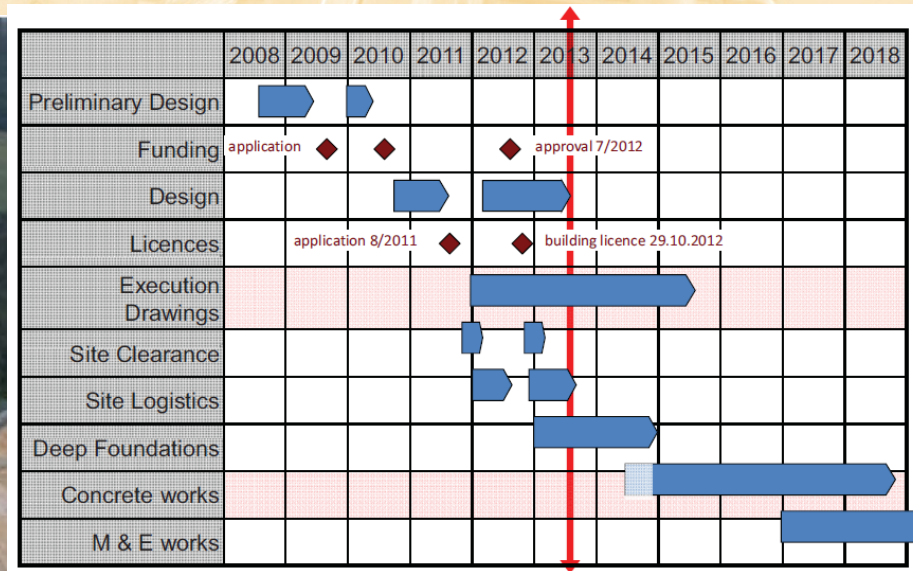 2008 2009 2010 2011 2012 2013 2014 2015 2016 2017 2018
Preliminary Design
Funding application approval 7/2012
Design
Licences application 8/2011 building licence 29.10.2012
Execution
Drawings
Site Clearance
Site Logistics
Deep Foundations
Concrete works
M & E works